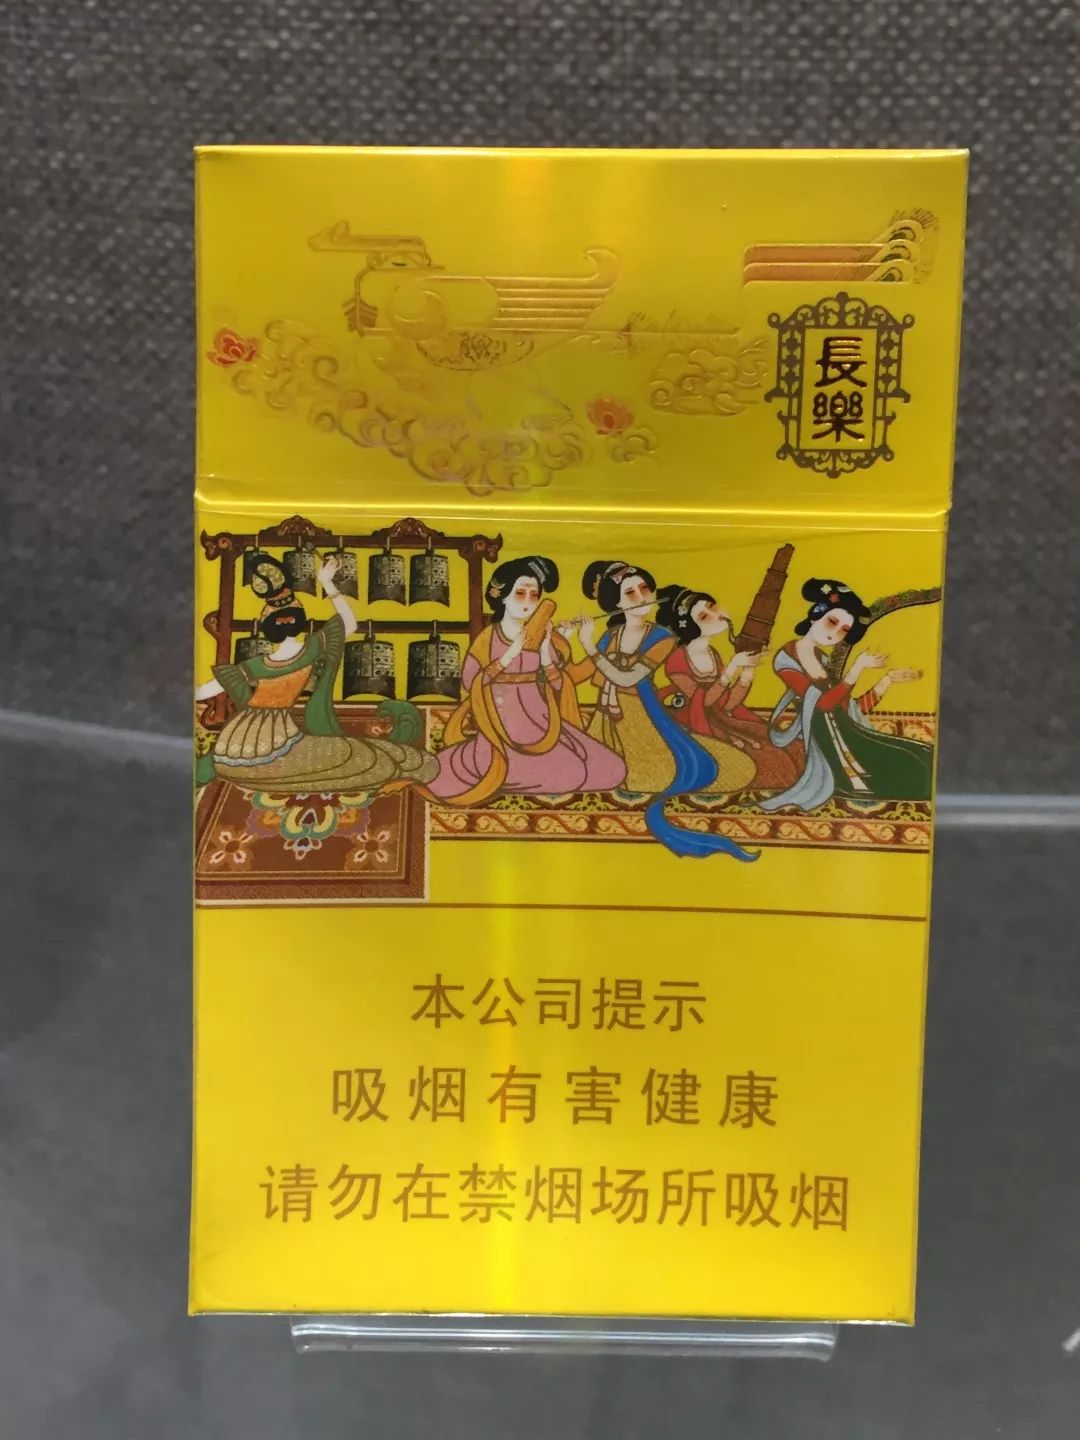 長樂
本公司提示
吸烟有害健康
请勿在禁烟场所吸烟